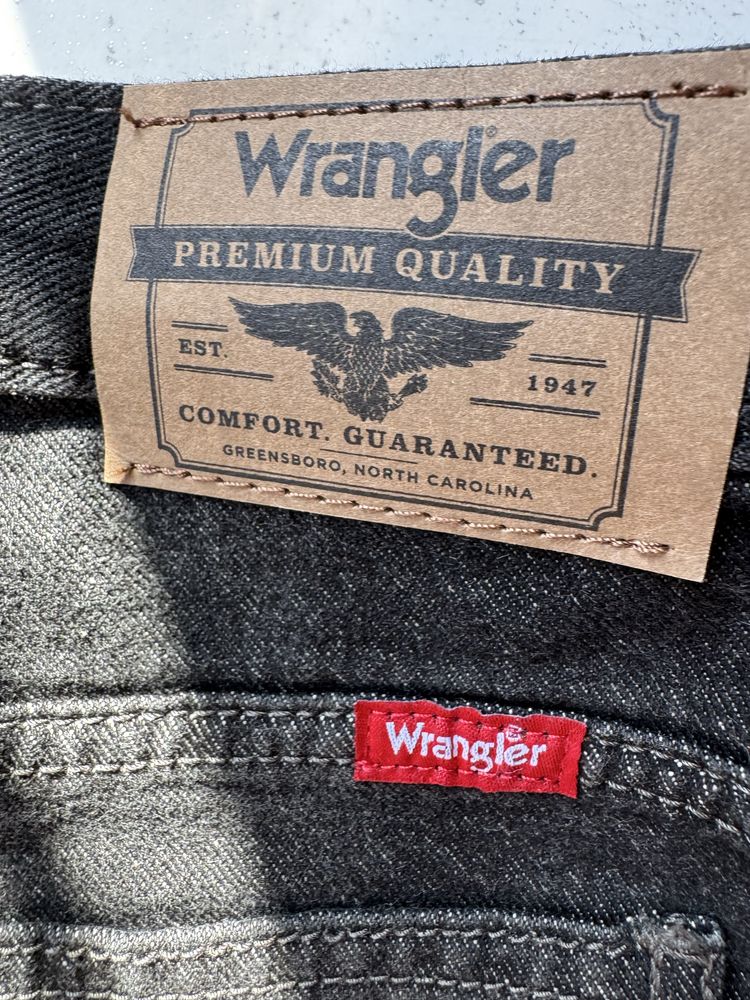 Wrangler®
PREMIUM QUALITY
EST.
1947
COMFORT. GUARANTEED.
GREENSBORO, NORTH CAROLINA
Wrangler®